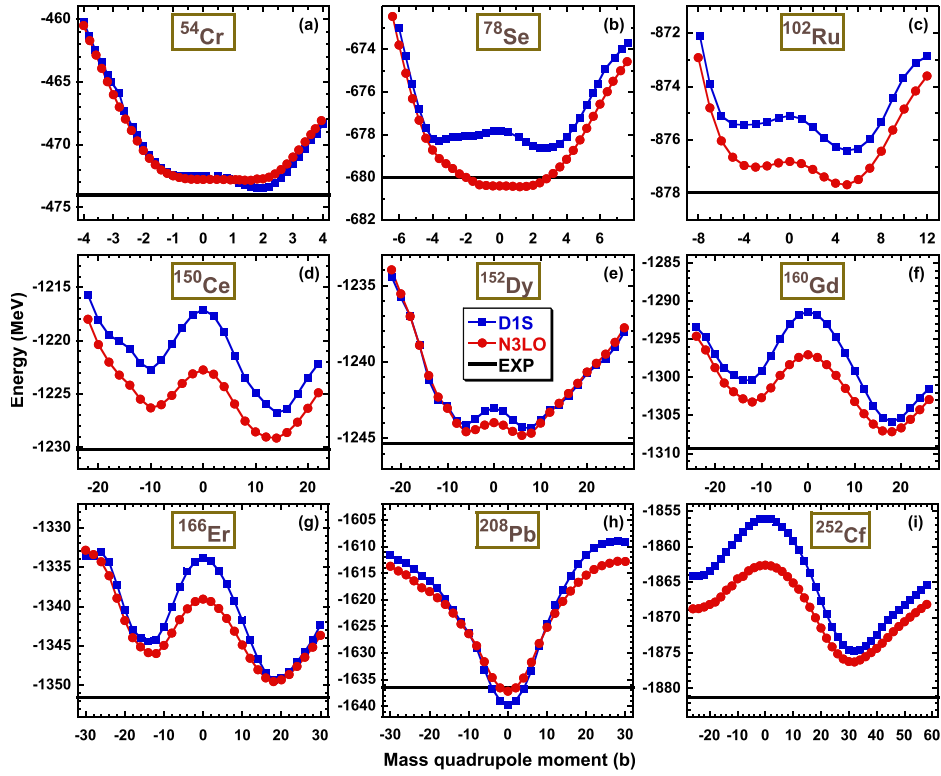 ⁵⁴Cr (a)
-460
-465
-470
-475
-4 -3 -2 -1 0 1 2 3 4
⁷⁸Se (b)
-674
-676
-678
-680
-682
-6 -4 -2 0 2 4 6
¹⁰²Ru (c)
-872
-874
-876
-878
-8 -4 0 4 8 12
Energy (MeV)
¹⁵⁰Ce (d)
-1215
-1220
-1225
-1230
-20 -10 0 10 20
¹⁵²Dy (e)
-1235
-1240
-1245
D1S
N3LO
EXP
-20 -10 0 10 20
¹⁶⁰Gd (f)
-1285
-1290
-1295
-1300
-1305
-1310
-20 -10 0 10 20
¹⁶⁶Er (g)
-1330
-1335
-1340
-1345
-1350
-30 -20 -10 0 10 20 30
²⁰⁸Pb (h)
-1605
-1610
-1615
-1620
-1625
-1630
-1635
-1640
-30 -20 -10 0 10 20 30
²⁵²Cf (i)
-1855
-1860
-1865
-1870
-1875
-1880
-20 -10 0 10 20 30 40 50 60
Mass quadrupole moment (b)